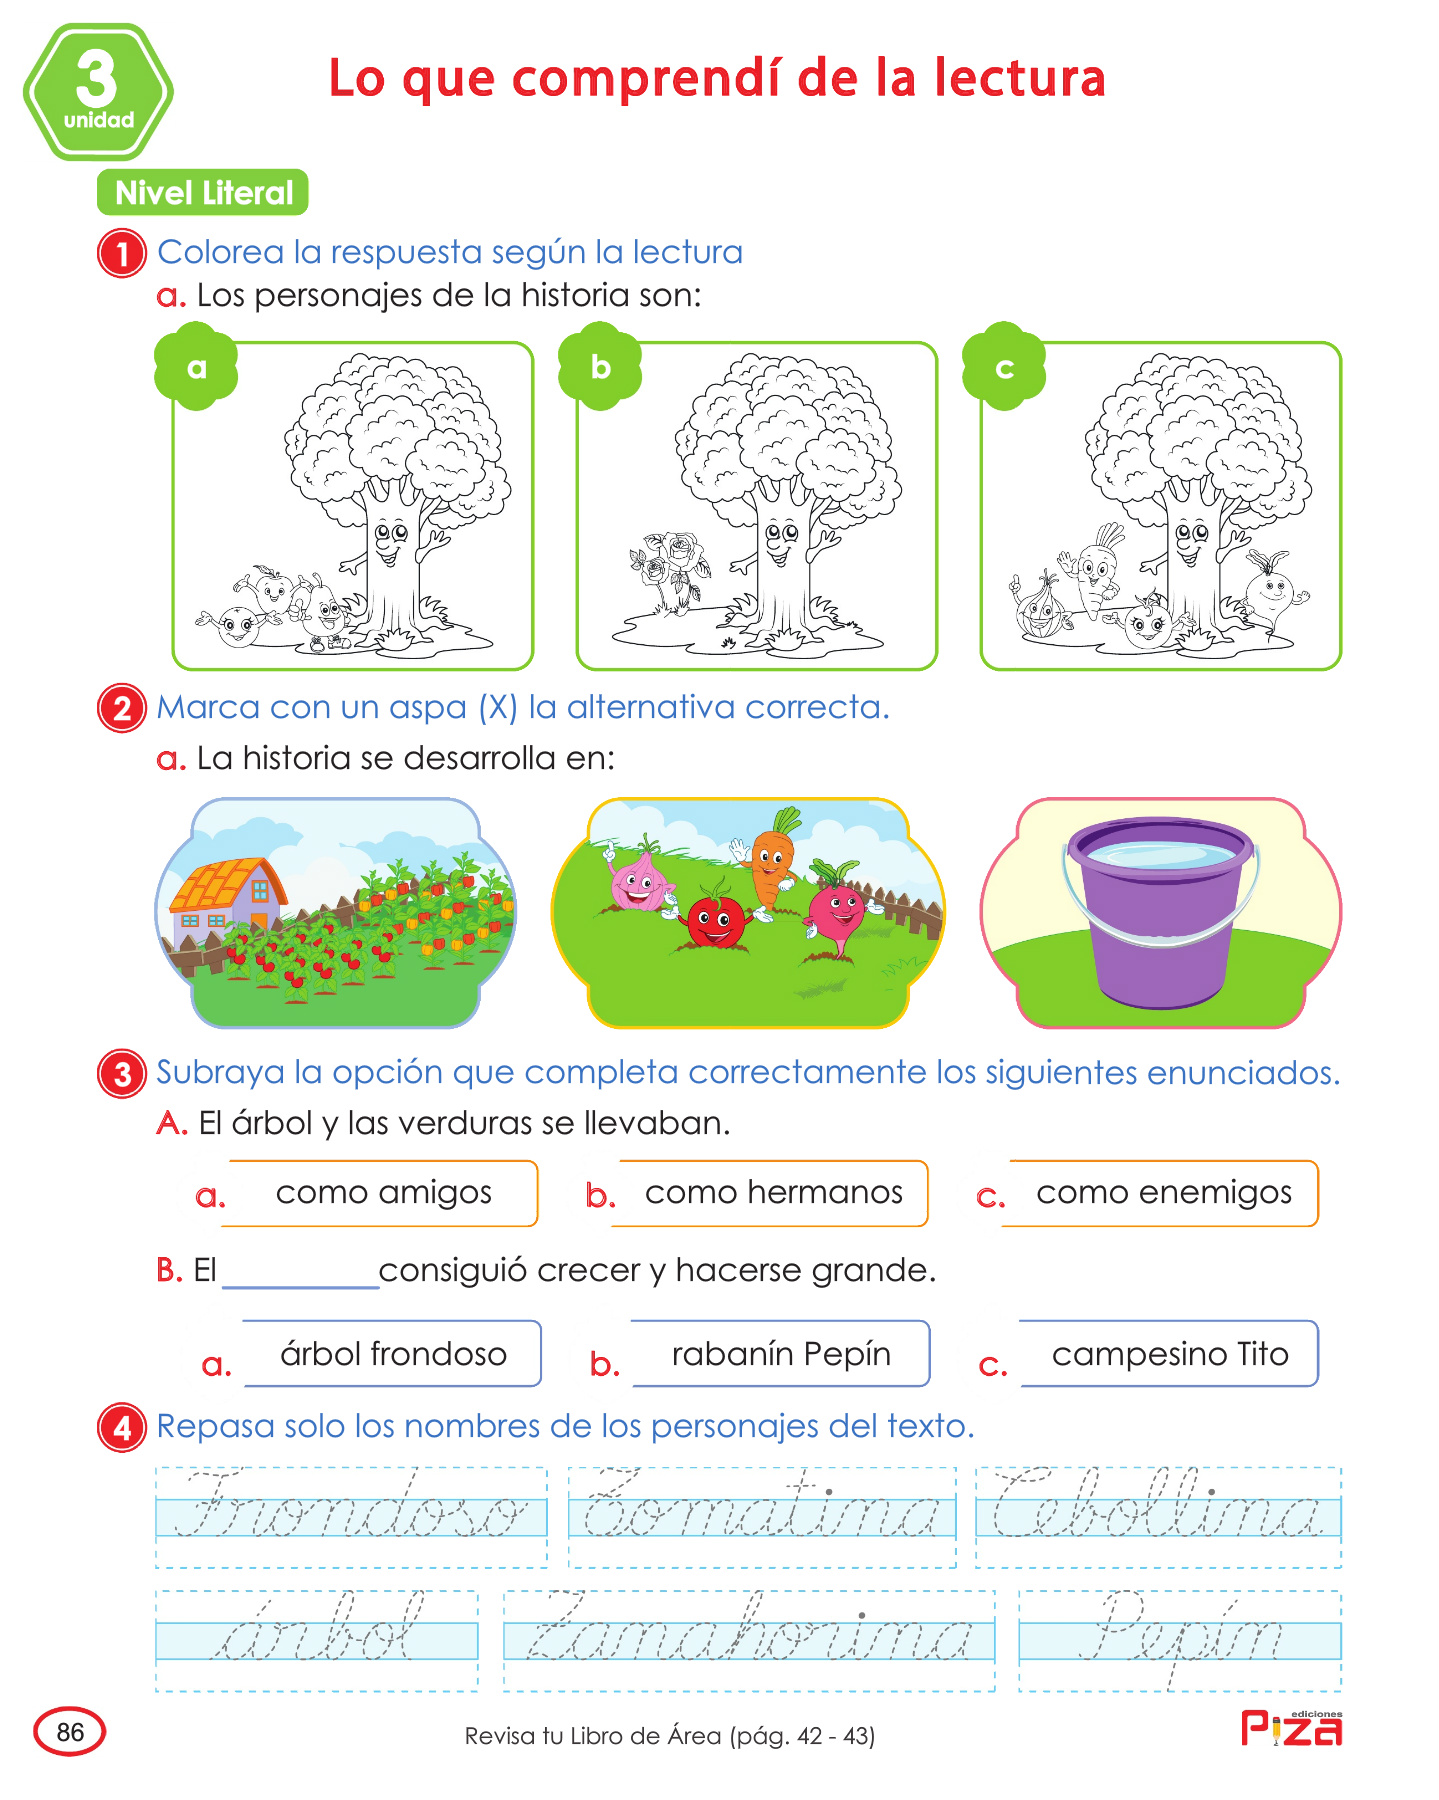 3
unidad
Lo que comprendí de la lectura
Nivel Literal
1 Colorea la respuesta según la lectura
a. Los personajes de la historia son:
a b c
2 Marca con un aspa (X) la alternativa correcta.
a. La historia se desarrolla en:
3 Subraya la opción que completa correctamente los siguientes enunciados.
A. El árbol y las verduras se llevaban.
a. como amigos b. como hermanos c. como enemigos
B. El ________ consiguió crecer y hacerse grande.
a. árbol frondoso b. rabanín Pepín c. campesino Tito
4 Repasa solo los nombres de los personajes del texto.
Frondoso Tomatina Cebollina
árbol Zanahorina Pepín
86 Revisa tu Libro de Área (pág. 42 - 43) ediciones
PIZA